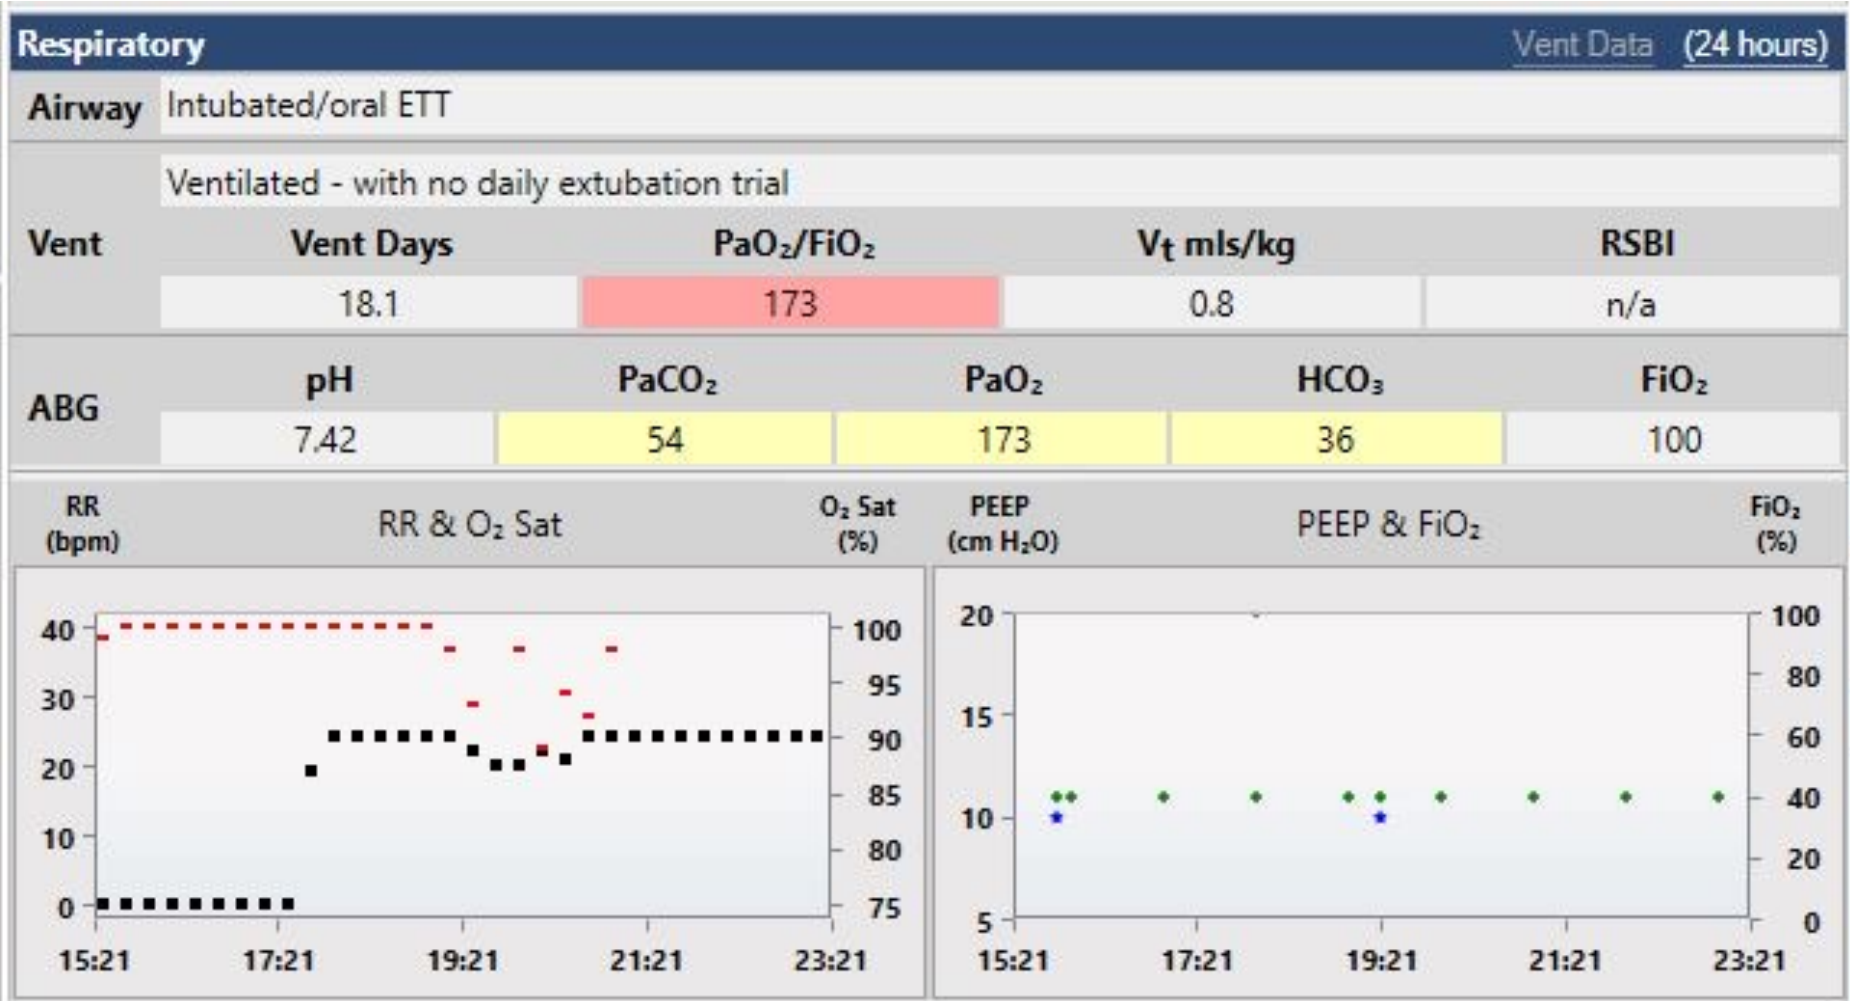 Respiratory Vent Data (24 hours)
Airway Intubated/oral ETT
Ventilated - with no daily extubation trial
Vent Vent Days PaO₂/FiO₂ Vt mls/kg RSBI
18.1 173 0.8 n/a
pH PaCO₂ PaO₂ HCO₃ FiO₂
ABG
7.42 54 173 36 100
RR (bpm) RR & O₂ Sat O₂ Sat (%)
40 100
30 95
90
20 85
10 80
0 75
15:21 17:21 19:21 21:21 23:21
PEEP (cm H₂O) PEEP & FiO₂ FiO₂ (%)
20 100
80
15 60
10 40
20
5 0
15:21 17:21 19:21 21:21 23:21